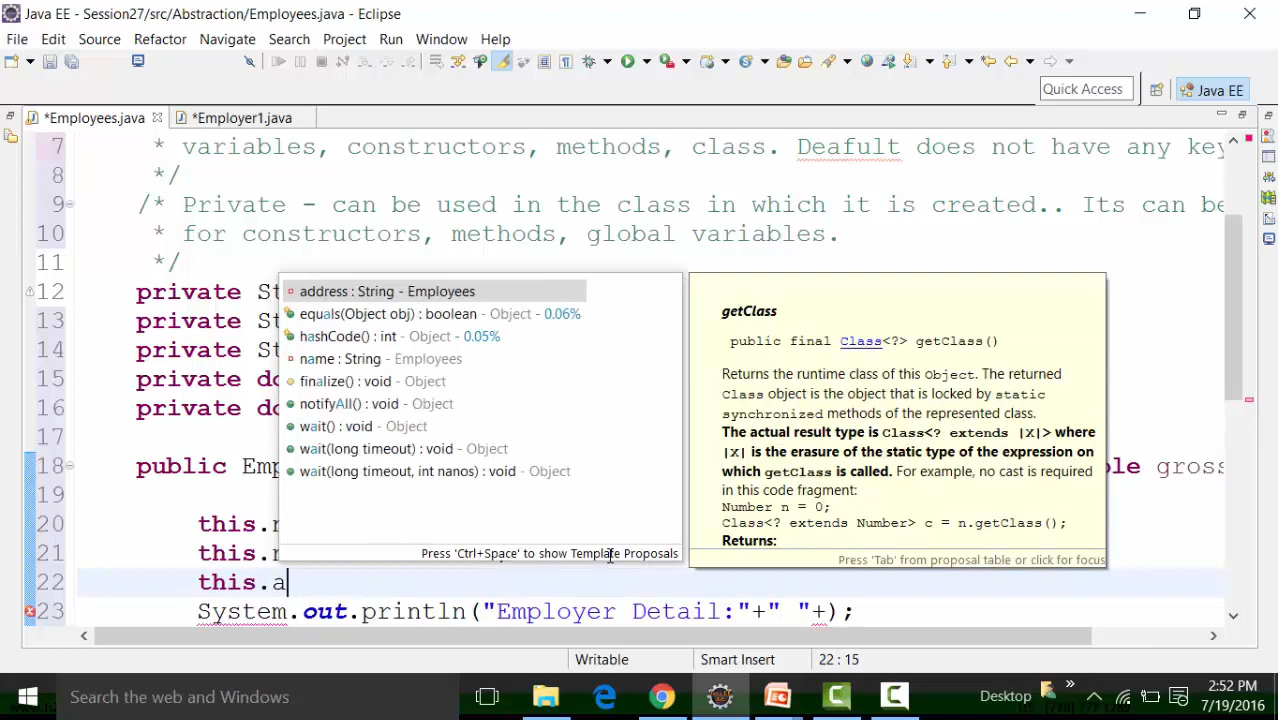 Java EE - Session27/src/Abstraction/Employees.java - Eclipse
File Edit Source Refactor Navigate Search Project Run Window Help
Quick Access
Java EE
*Employees.java
*Employer1.java
7 * variables, constructors, methods, class. Deafult does not have any key
8 */
9 /* Private - can be used in the class in which it is created.. Its can be
10 * for constructors, methods, global variables.
11 */
12 private St
13 private St
14 private St
15 private do
16 private do
17
18 public Emp le gross
19
20 this.n
21 this.
22 this.a
23 System.out.println("Employer Detail:"+" "+);
address : String - Employees
equals(Object obj) : boolean - Object - 0.06%
hashCode() : int - Object - 0.05%
name : String - Employees
finalize() : void - Object
notifyAll() : void - Object
wait() : void - Object
wait(long timeout) : void - Object
wait(long timeout, int nanos) : void - Object
Press 'Ctrl+Space' to show Template Proposals
getClass
public final Class<?> getClass()
Returns the runtime class of this Object. The returned
Class object is the object that is locked by static
synchronized methods of the represented class.
The actual result type is Class<? extends |X|> where
|X| is the erasure of the static type of the expression on
which getClass is called. For example, no cast is required
in this code fragment:
Number n = 0;
Class<? extends Number> c = n.getClass();
Returns:
Press 'Tab' from proposal table or click for focus
Writable
Smart Insert
22 : 15
Search the web and Windows
Desktop
2:52 PM
7/19/2016